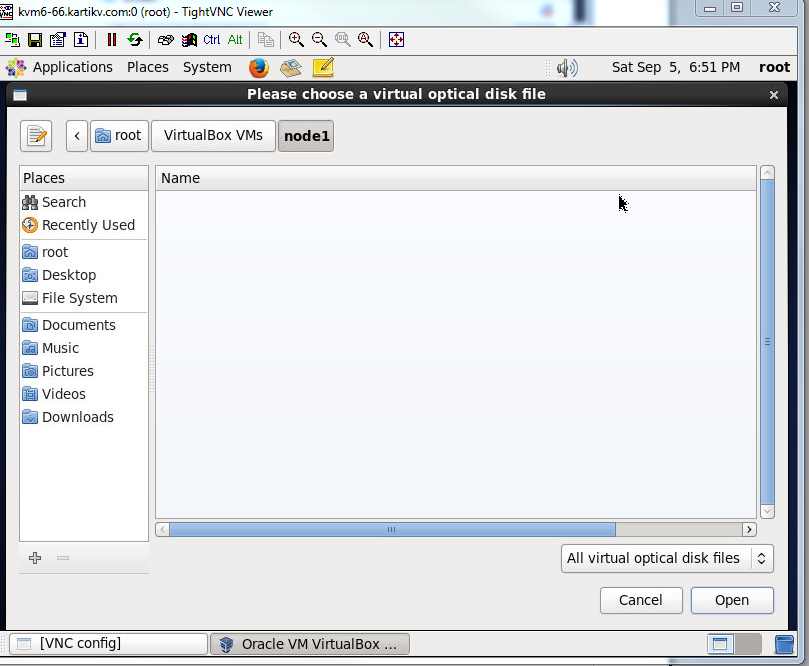 kvm6-66.kartikv.com:0 (root) - TightVNC Viewer
Ctrl Alt
Applications Places System Sat Sep 5, 6:51 PM root
Please choose a virtual optical disk file
root VirtualBox VMs node1
Places Name
Search
Recently Used
root
Desktop
File System
Documents
Music
Pictures
Videos
Downloads
All virtual optical disk files
Cancel Open
[VNC config] Oracle VM VirtualBox ...